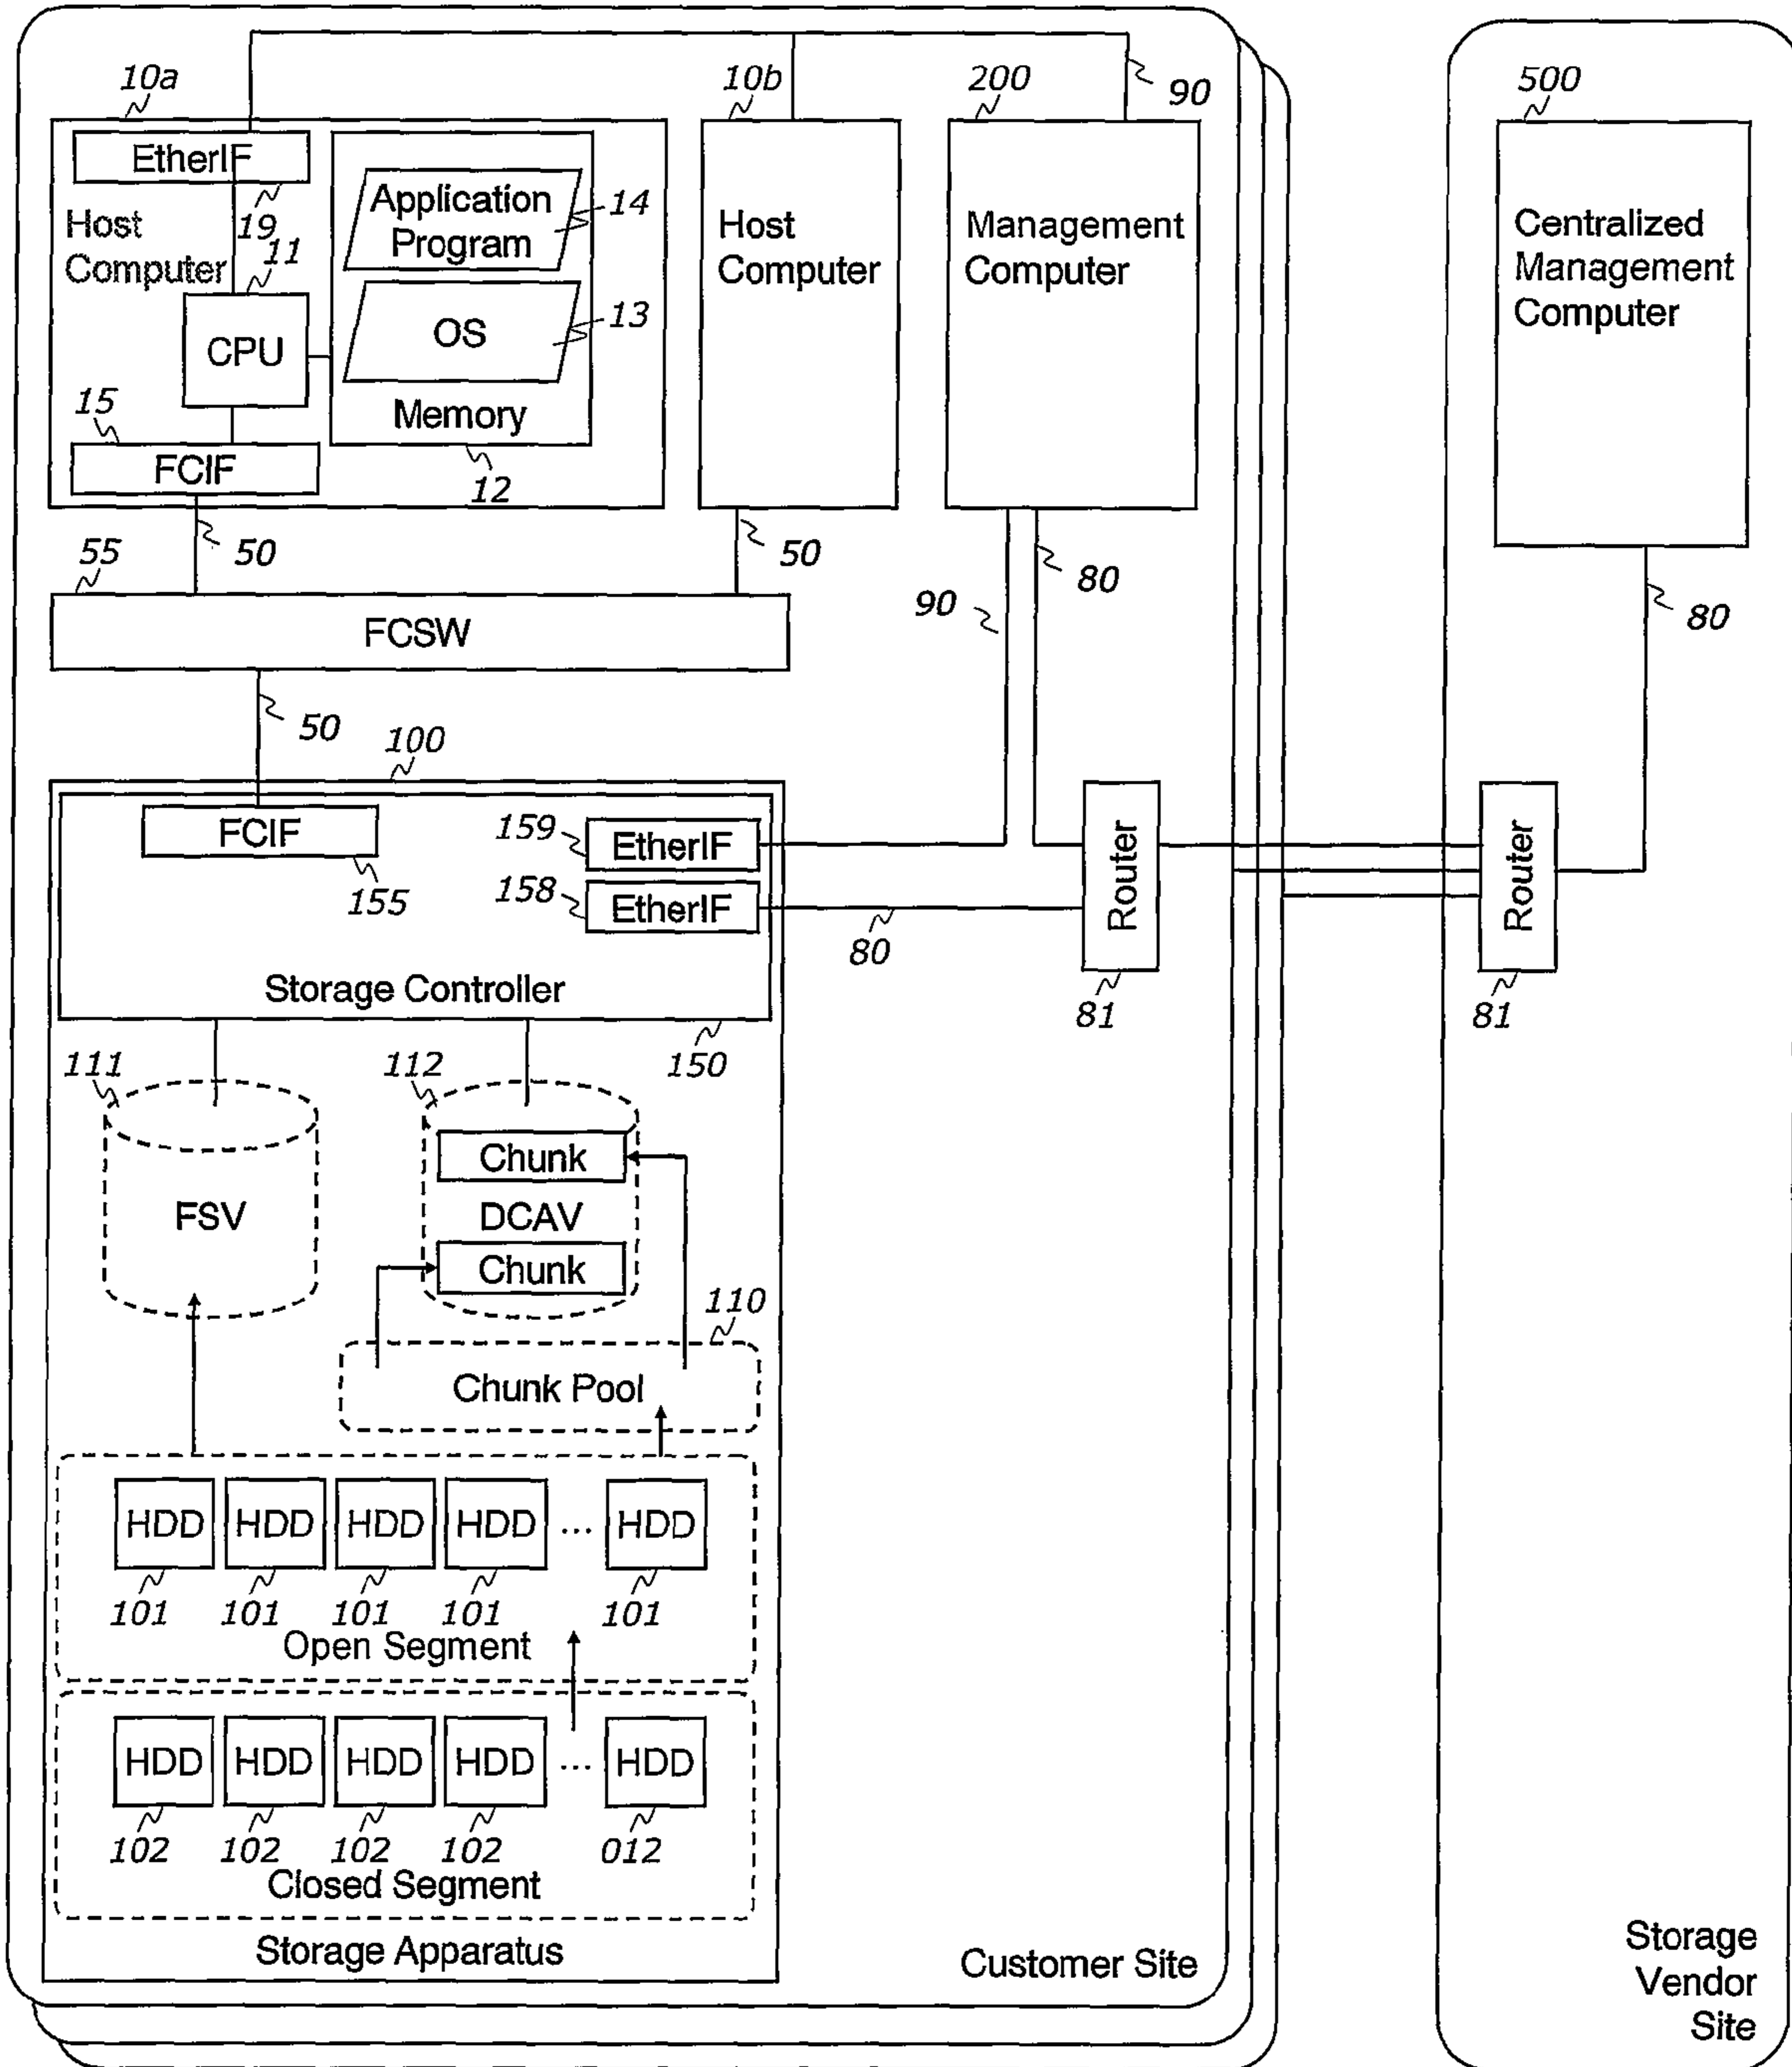 10a
10b
200
90
500
EtherIF
19
Host
Computer
11
CPU
15
FCIF
Application
Program
14
OS
13
Memory
12
Host
Computer
Management
Computer
Centralized
Management
Computer
50
50
80
90
80
55
FCSW
50
100
FCIF
155
159
EtherIF
158
EtherIF
80
Storage Controller
150
Router
81
Router
81
111
FSV
112
Chunk
DCAV
Chunk
110
Chunk Pool
HDD HDD HDD HDD ... HDD
101 101 101 101 101
Open Segment
HDD HDD HDD HDD ... HDD
102 102 102 102 012
Closed Segment
Storage Apparatus
Customer Site
Storage
Vendor
Site